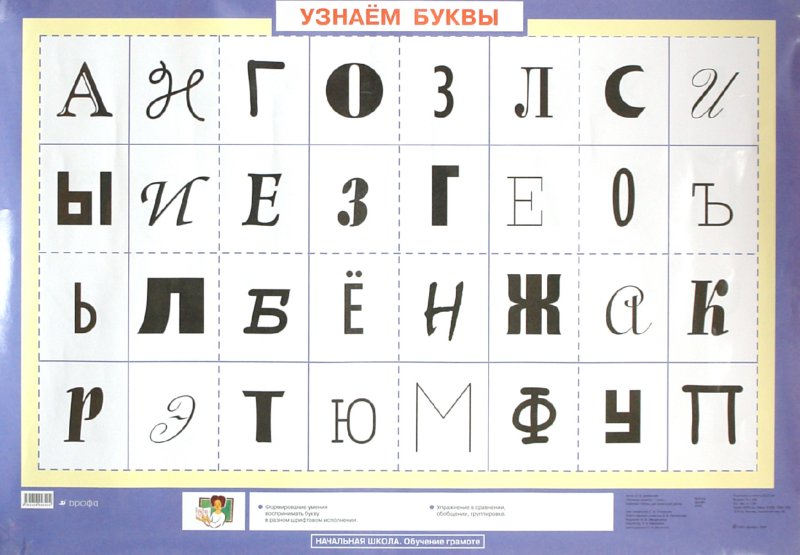 УЗНАЁМ БУКВЫ
А Н Г О З Л С И
Ы И Е З Г Е О Ъ
Ь Л Б Ё Н Ж А К
Р Э Т Ю М Ф У П
Дрофа
• Формирование умения
воспринимать букву
в разном шрифтовом исполнении.
• Упражнение в сравнении,
обобщении, группировке.
НАЧАЛЬНАЯ ШКОЛА. Обучение грамоте